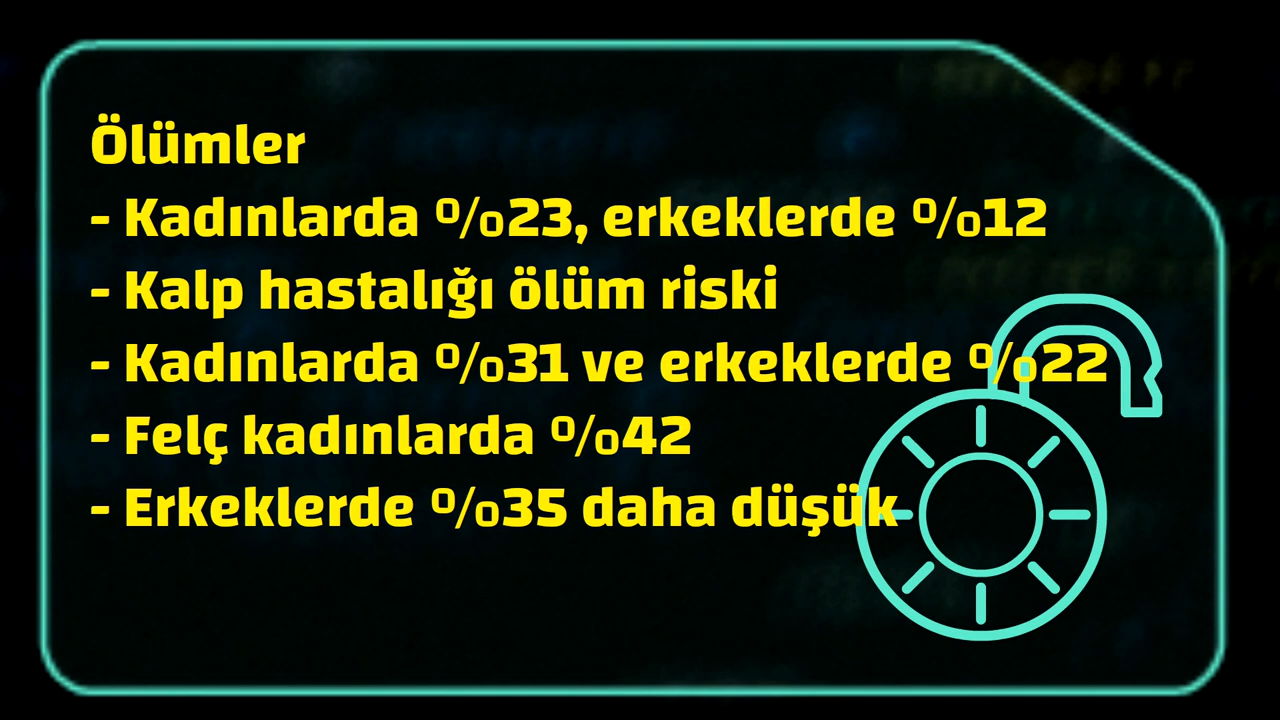 Ölümler
- Kadınlarda %23, erkeklerde %12
- Kalp hastalığı ölüm riski
- Kadınlarda %31 ve erkeklerde %22
- Felç kadınlarda %42
- Erkeklerde %35 daha düşük